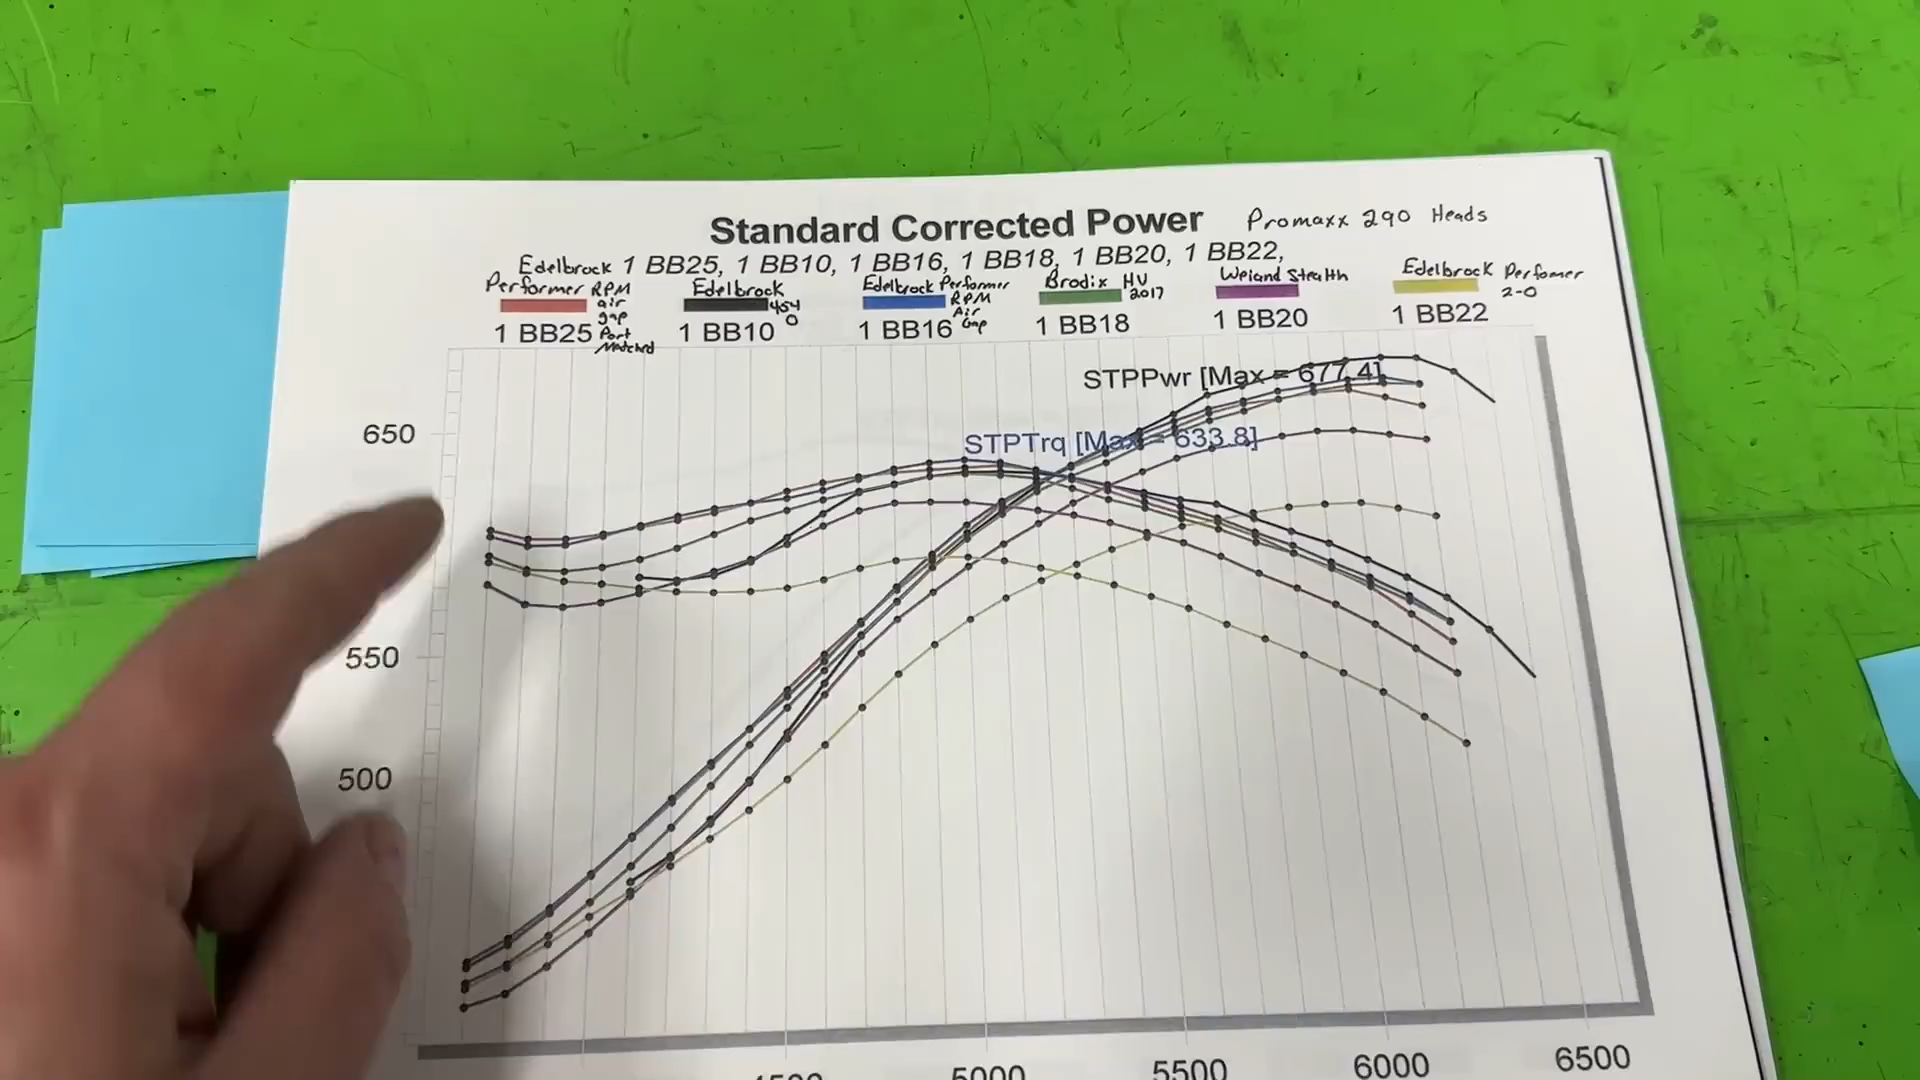 Standard Corrected Power Promaxx 290 Heads
Edelbrock 1 BB25, 1 BB10, 1 BB16, 1 BB18, 1 BB20, 1 BB22,
Performer RPM air gap Port Matched
Edelbrock 454 O
Edelbrock Performer RPM Air Gap
Brodix HV 2017
Weiand Stealth
Edelbrock Perfomer 2-O
1 BB25 1 BB10 1 BB16 1 BB18 1 BB20 1 BB22
STPPwr [Max = 677.4]
650
STPTrq [Max = 633.8]
550
500
4500 5000 5500 6000 6500